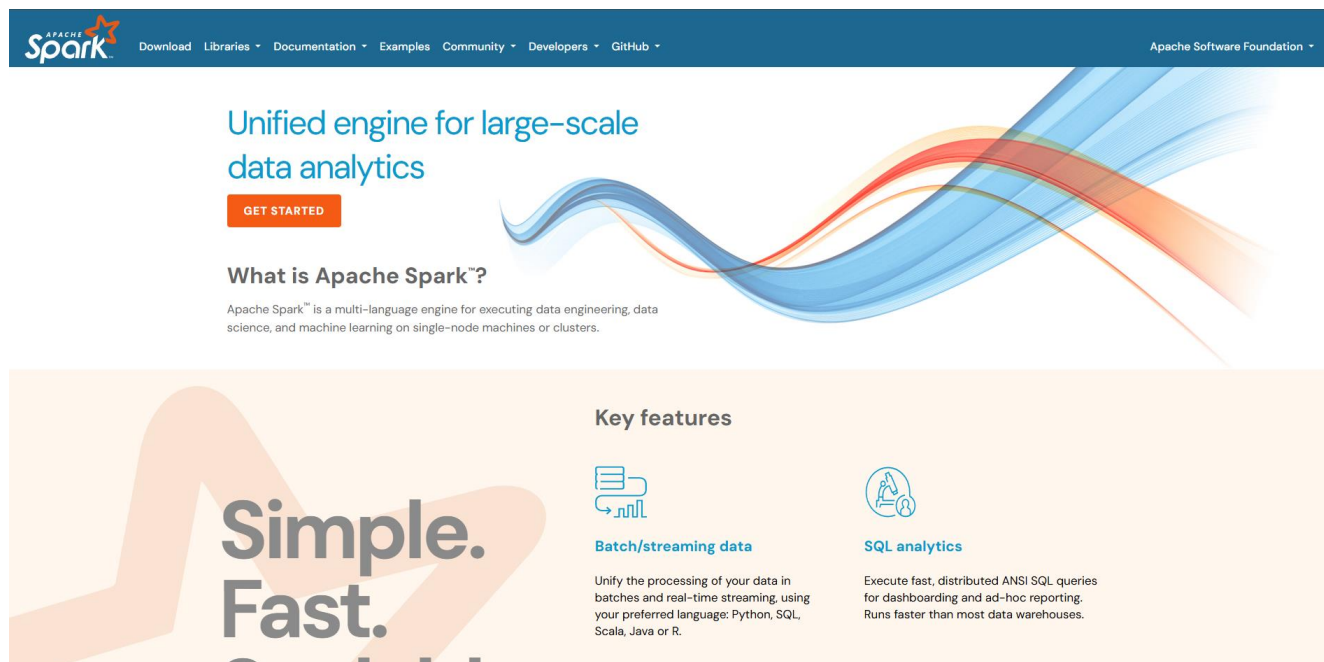 APACHE
Spark™
Download Libraries Documentation Examples Community Developers GitHub Apache Software Foundation
Unified engine for large-scale
data analytics
GET STARTED
What is Apache Spark™?
Apache Spark™ is a multi-language engine for executing data engineering, data
science, and machine learning on single-node machines or clusters.
Key features
Simple.
Fast.
Batch/streaming data
Unify the processing of your data in
batches and real-time streaming, using
your preferred language: Python, SQL,
Scala, Java or R.
SQL analytics
Execute fast, distributed ANSI SQL queries
for dashboarding and ad-hoc reporting.
Runs faster than most data warehouses.